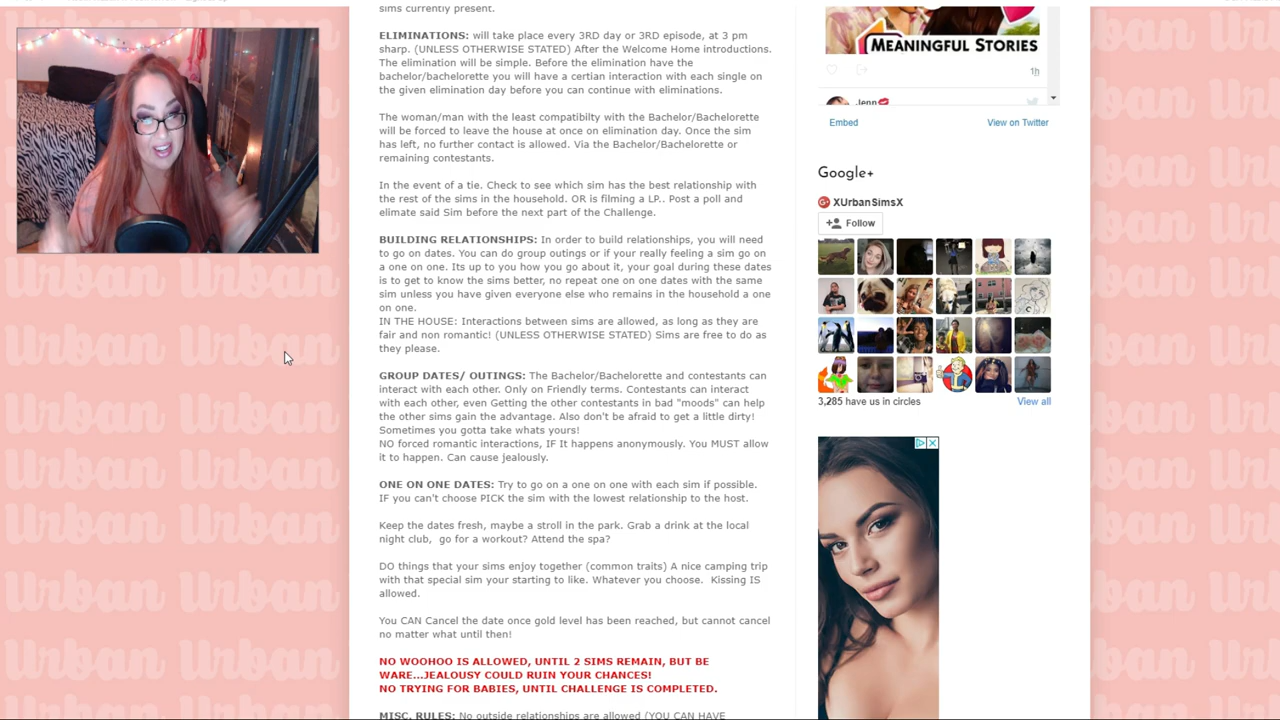 sims currently present.
ELIMINATIONS: will take place every 3RD day or 3RD episode, at 3 pm
sharp. (UNLESS OTHERWISE STATED) After the Welcome Home introductions.
The elimination will be simple. Before the elimination have the
bachelor/bachelorette you will have a certian interaction with each single on
the given elimination day before you can continue with eliminations.
The woman/man with the least compatibilty with the Bachelor/Bachelorette
will be forced to leave the house at once on elimination day. Once the sim
has left, no further contact is allowed. Via the Bachelor/Bachelorette or
remaining contestants.
In the event of a tie. Check to see which sim has the best relationship with
the rest of the sims in the household. OR is filming a LP.. Post a poll and
elimate said Sim before the next part of the Challenge.
BUILDING RELATIONSHIPS: In order to build relationships, you will need
to go on dates. You can do group outings or if your really feeling a sim go on
a one on one. Its up to you how you go about it, your goal during these dates
is to get to know the sims better, no repeat one on one dates with the same
sim unless you have given everyone else who remains in the household a one
on one.
IN THE HOUSE: Interactions between sims are allowed, as long as they are
fair and non romantic! (UNLESS OTHERWISE STATED) Sims are free to do as
they please.
GROUP DATES/ OUTINGS: The Bachelor/Bachelorette and contestants can
interact with each other. Only on Friendly terms. Contestants can interact
with each other, even Getting the other contestants in bad "moods" can help
the other sims gain the advantage. Also don't be afraid to get a little dirty!
Sometimes you gotta take whats yours!
NO forced romantic interactions, IF It happens anonymously. You MUST allow
it to happen. Can cause jealously.
ONE ON ONE DATES: Try to go on a one on one with each sim if possible.
IF you can't choose PICK the sim with the lowest relationship to the host.
Keep the dates fresh, maybe a stroll in the park. Grab a drink at the local
night club, go for a workout? Attend the spa?
DO things that your sims enjoy together (common traits) A nice camping trip
with that special sim your starting to like. Whatever you choose. Kissing IS
allowed.
You CAN Cancel the date once gold level has been reached, but cannot cancel
no matter what until then!
NO WOOHOO IS ALLOWED, UNTIL 2 SIMS REMAIN, BUT BE
WARE...JEALOUSY COULD RUIN YOUR CHANCES!
NO TRYING FOR BABIES, UNTIL CHALLENGE IS COMPLETED.
MISC. RULES: No outside relationships are allowed (YOU CAN HAVE
MEANINGFUL STORIES
1h
Jenn
Embed
View on Twitter
Google+
XUrbanSimsX
Follow
3,285 have us in circles
View all
Urban Urban
Urban Urban
Urban Urban
Urban Urban